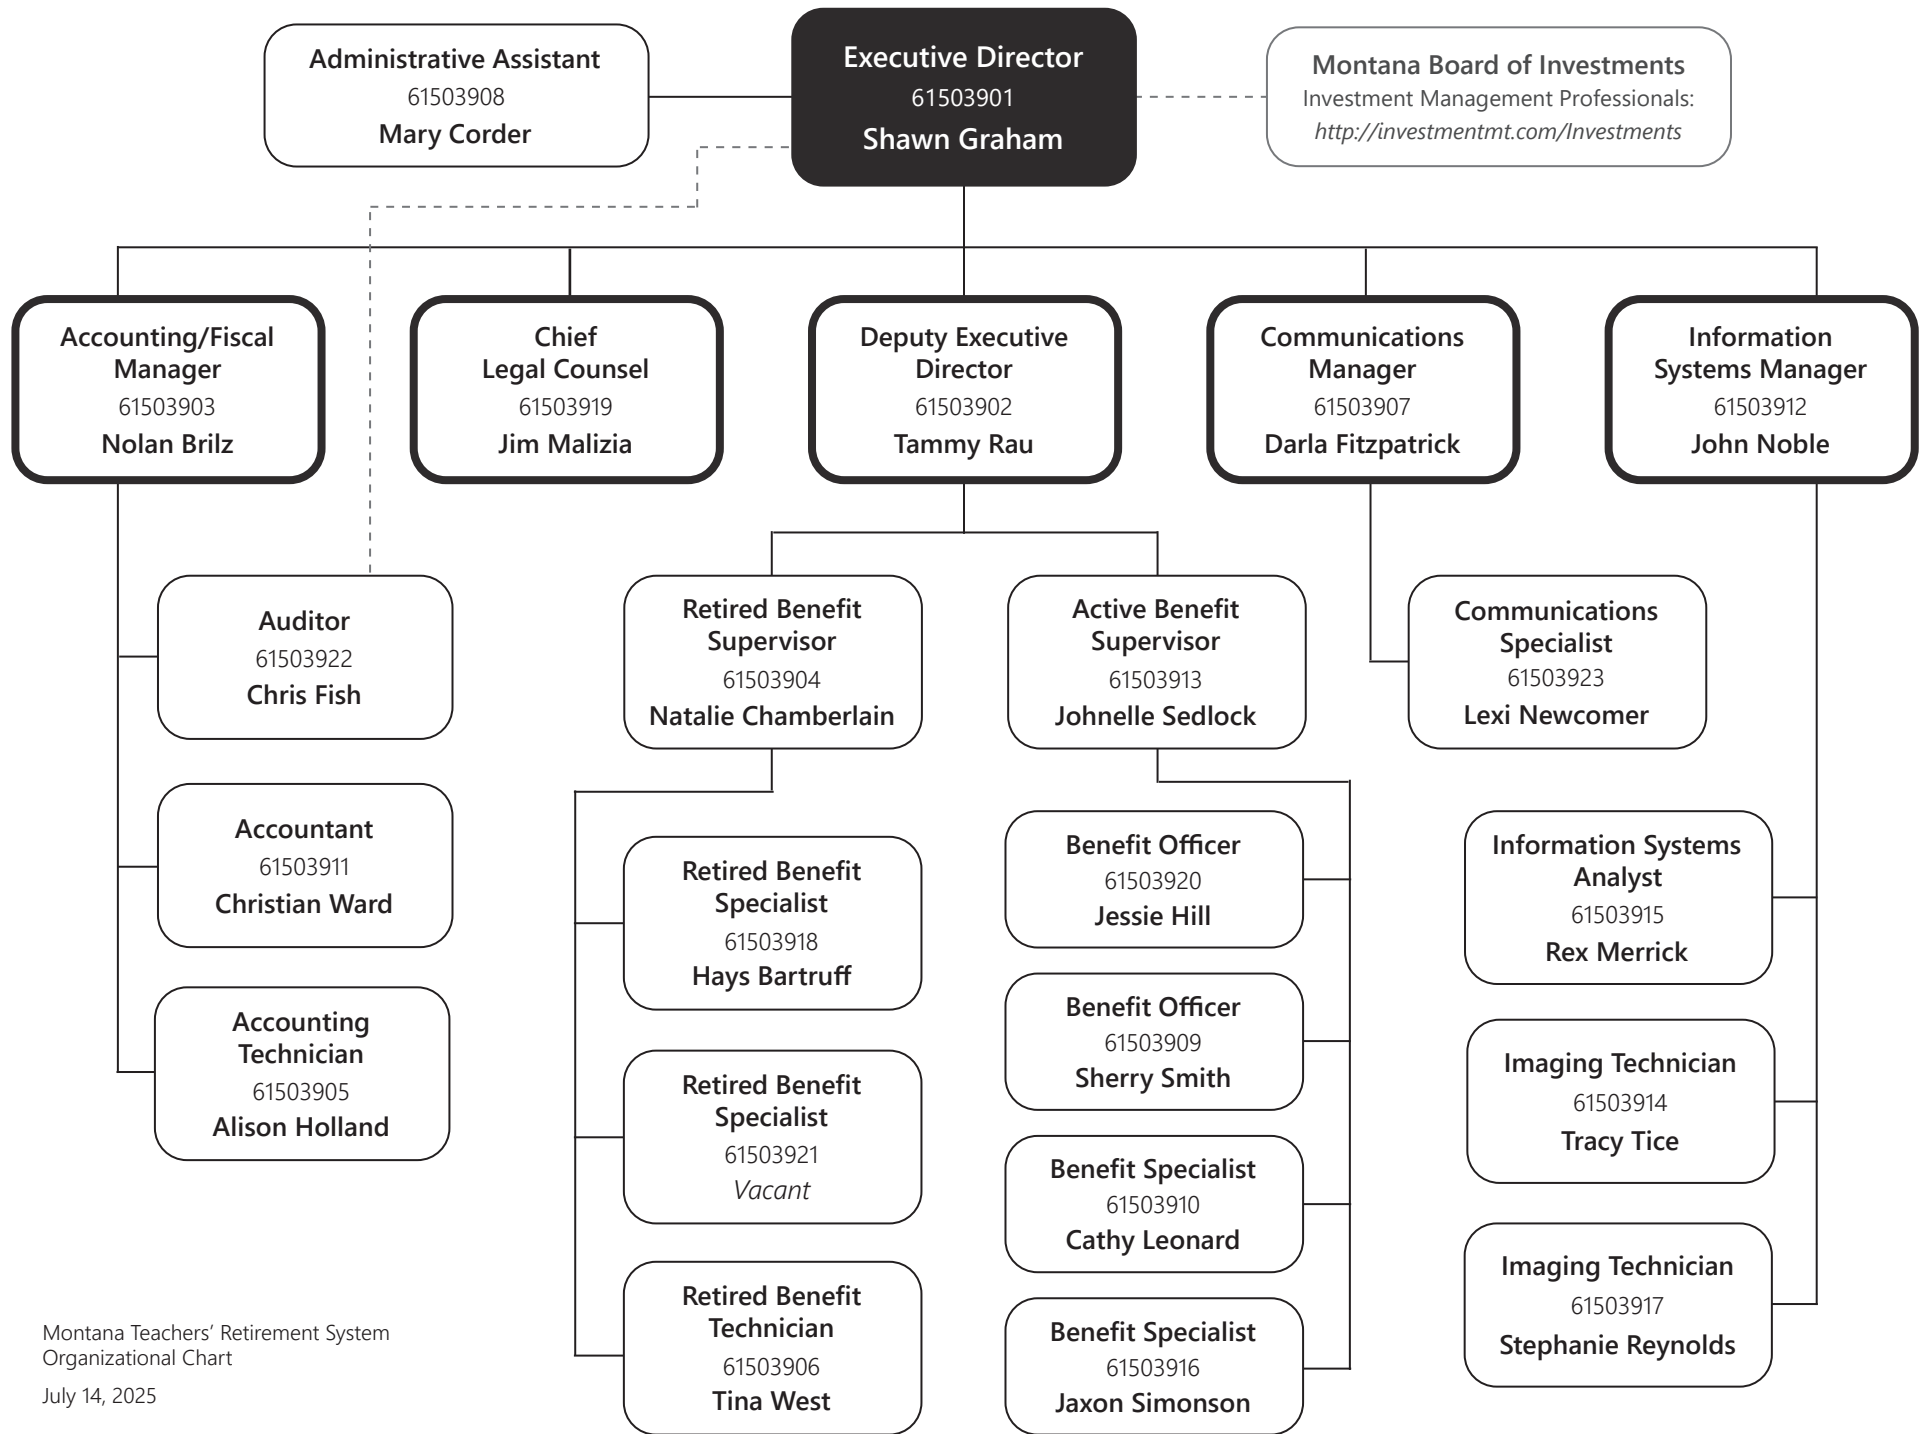 Administrative Assistant
61503908
Mary Corder
Executive Director
61503901
Shawn Graham
Montana Board of Investments
Investment Management Professionals:
http://investmentmt.com/Investments
Accounting/Fiscal
Manager
61503903
Nolan Brilz
Chief
Legal Counsel
61503919
Jim Malizia
Deputy Executive
Director
61503902
Tammy Rau
Communications
Manager
61503907
Darla Fitzpatrick
Information
Systems Manager
61503912
John Noble
Auditor
61503922
Chris Fish
Accountant
61503911
Christian Ward
Accounting
Technician
61503905
Alison Holland
Retired Benefit
Supervisor
61503904
Natalie Chamberlain
Retired Benefit
Specialist
61503918
Hays Bartruff
Retired Benefit
Specialist
61503921
Vacant
Retired Benefit
Technician
61503906
Tina West
Active Benefit
Supervisor
61503913
Johnelle Sedlock
Benefit Officer
61503920
Jessie Hill
Benefit Officer
61503909
Sherry Smith
Benefit Specialist
61503910
Cathy Leonard
Benefit Specialist
61503916
Jaxon Simonson
Communications
Specialist
61503923
Lexi Newcomer
Information Systems
Analyst
61503915
Rex Merrick
Imaging Technician
61503914
Tracy Tice
Imaging Technician
61503917
Stephanie Reynolds
Montana Teachers’ Retirement System
Organizational Chart
July 14, 2025